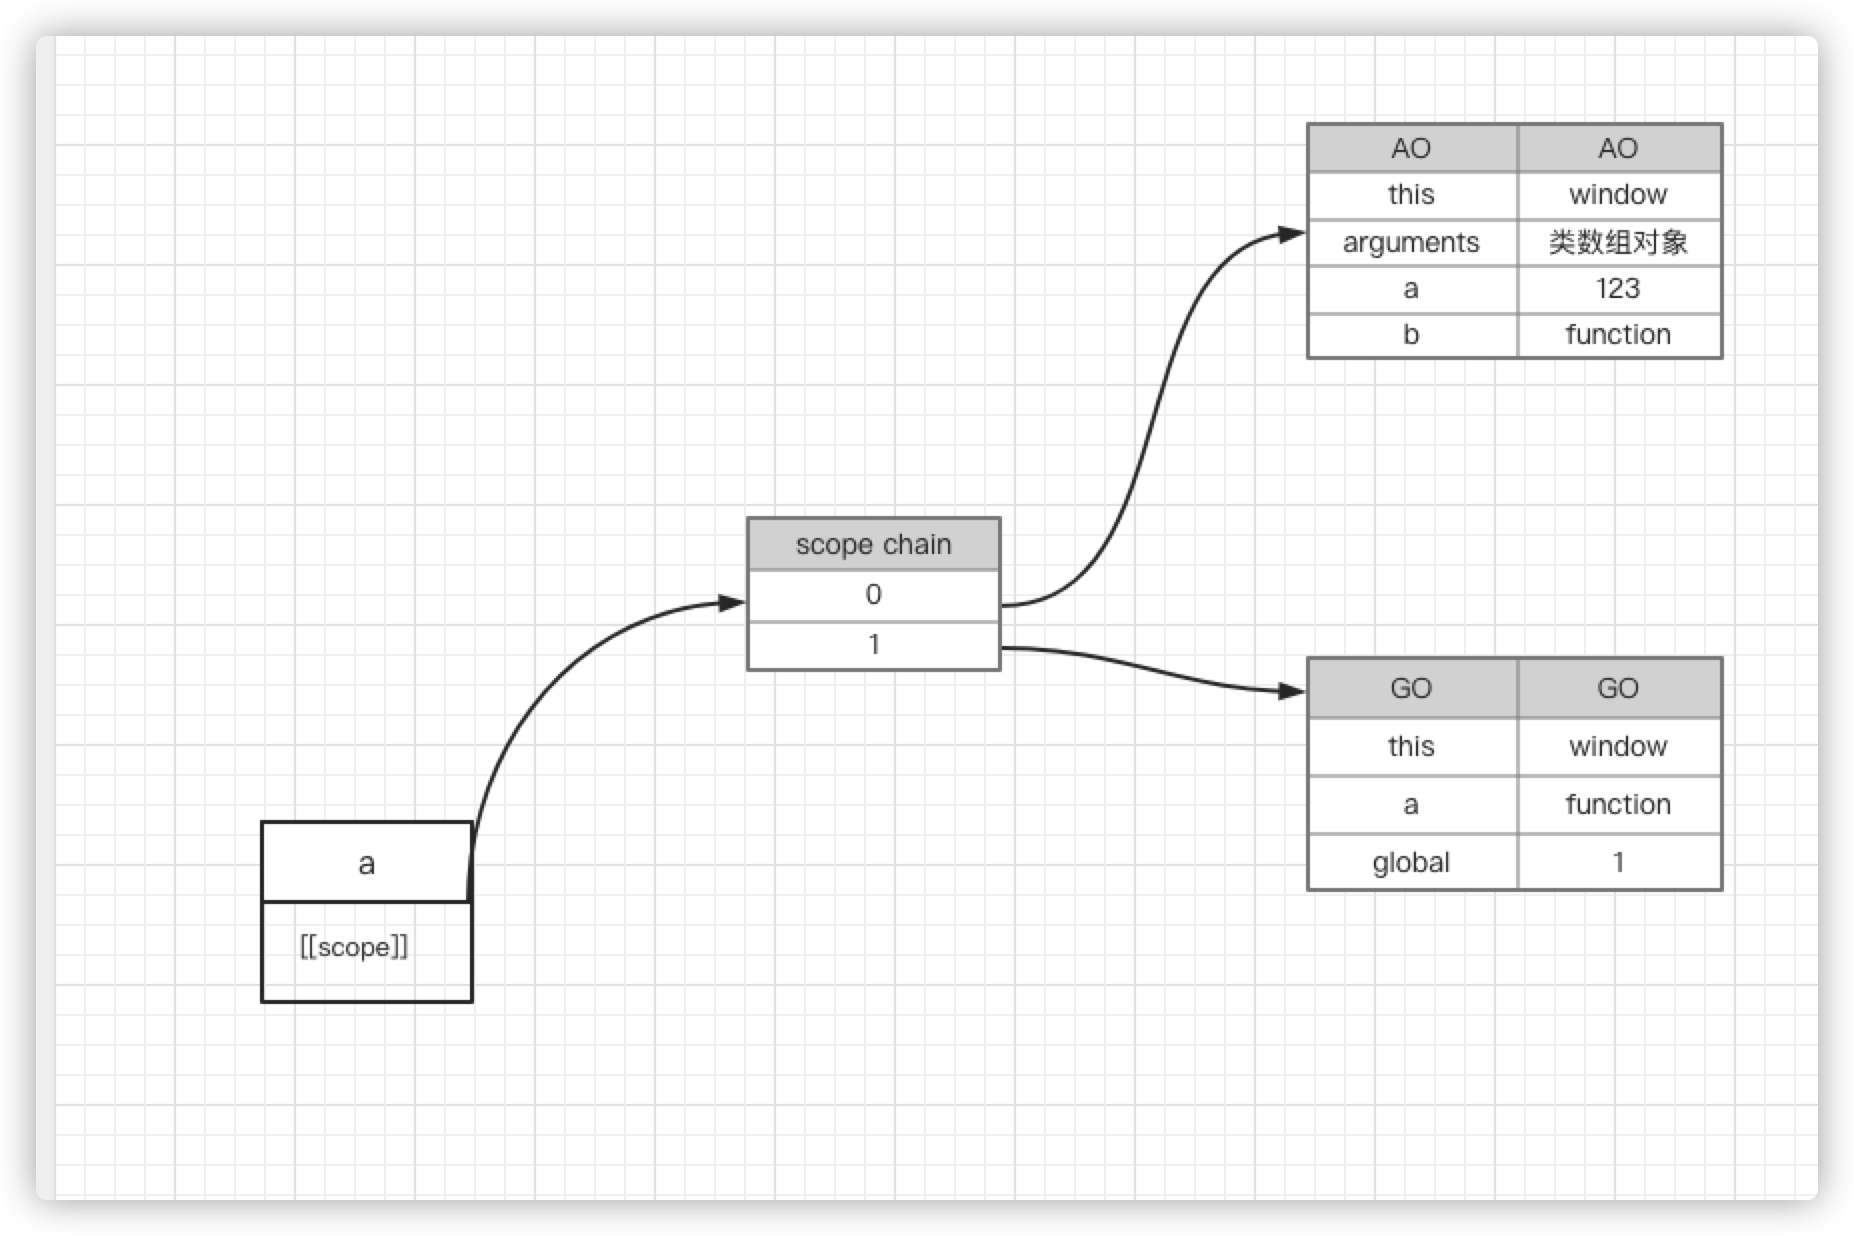 AO AO
this window
arguments 类数组对象
a 123
b function
scope chain
0
1
GO GO
this window
a function
global 1
a
[[scope]]